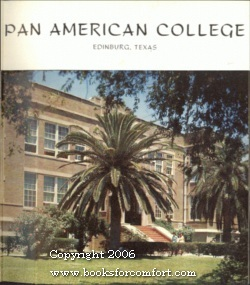 PAN AMERICAN COLLEGE
EDINBURG, TEXAS
Copyright 2006
www.booksforcomfort.com